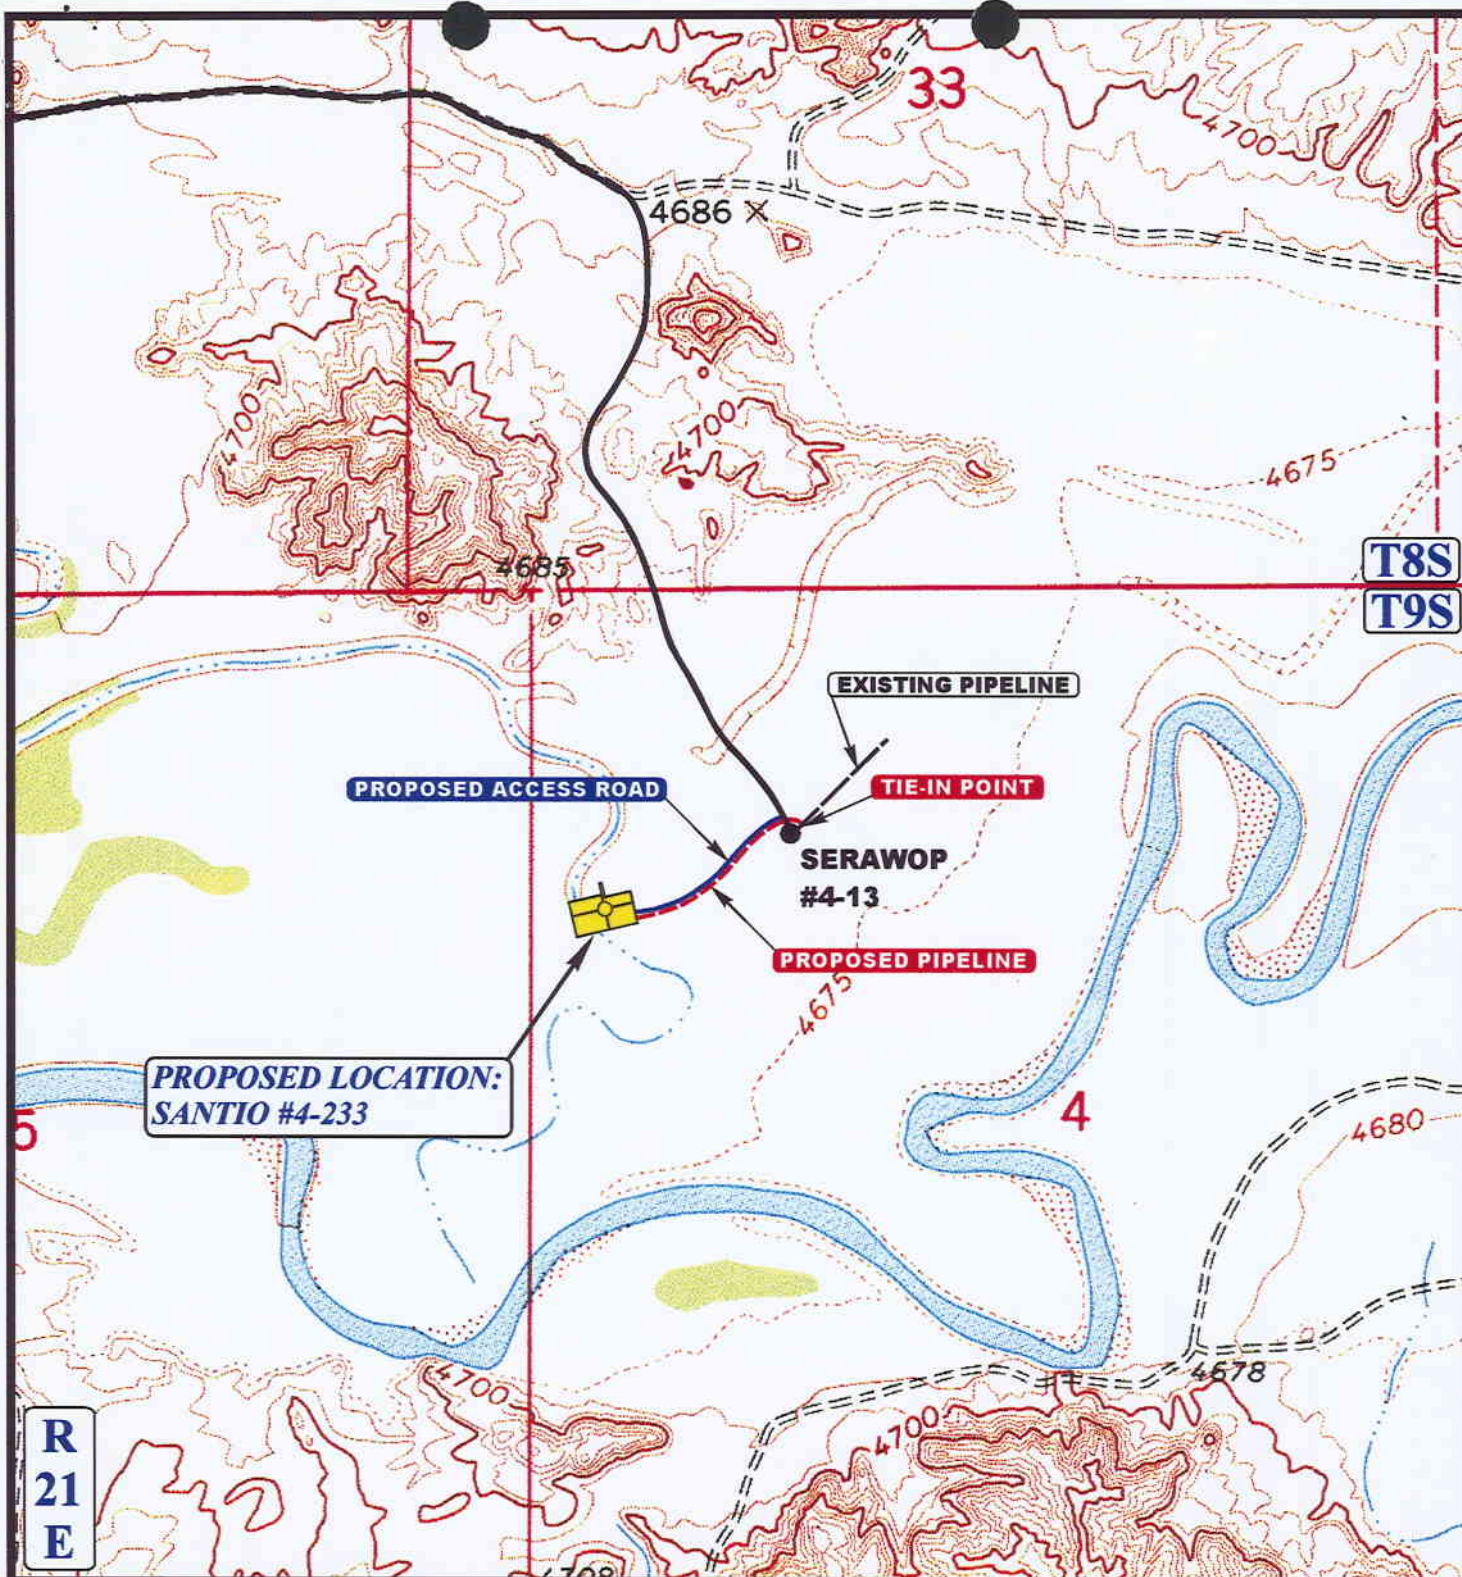 33
4700
4686
4700
4700
4675
4685
T8S
T9S
EXISTING PIPELINE
PROPOSED ACCESS ROAD
TIE-IN POINT
SERAWOP
#4-13
PROPOSED PIPELINE
4675
PROPOSED LOCATION:
SANTIO #4-233
5
4
4680
4678
4700
4700
R
21
E